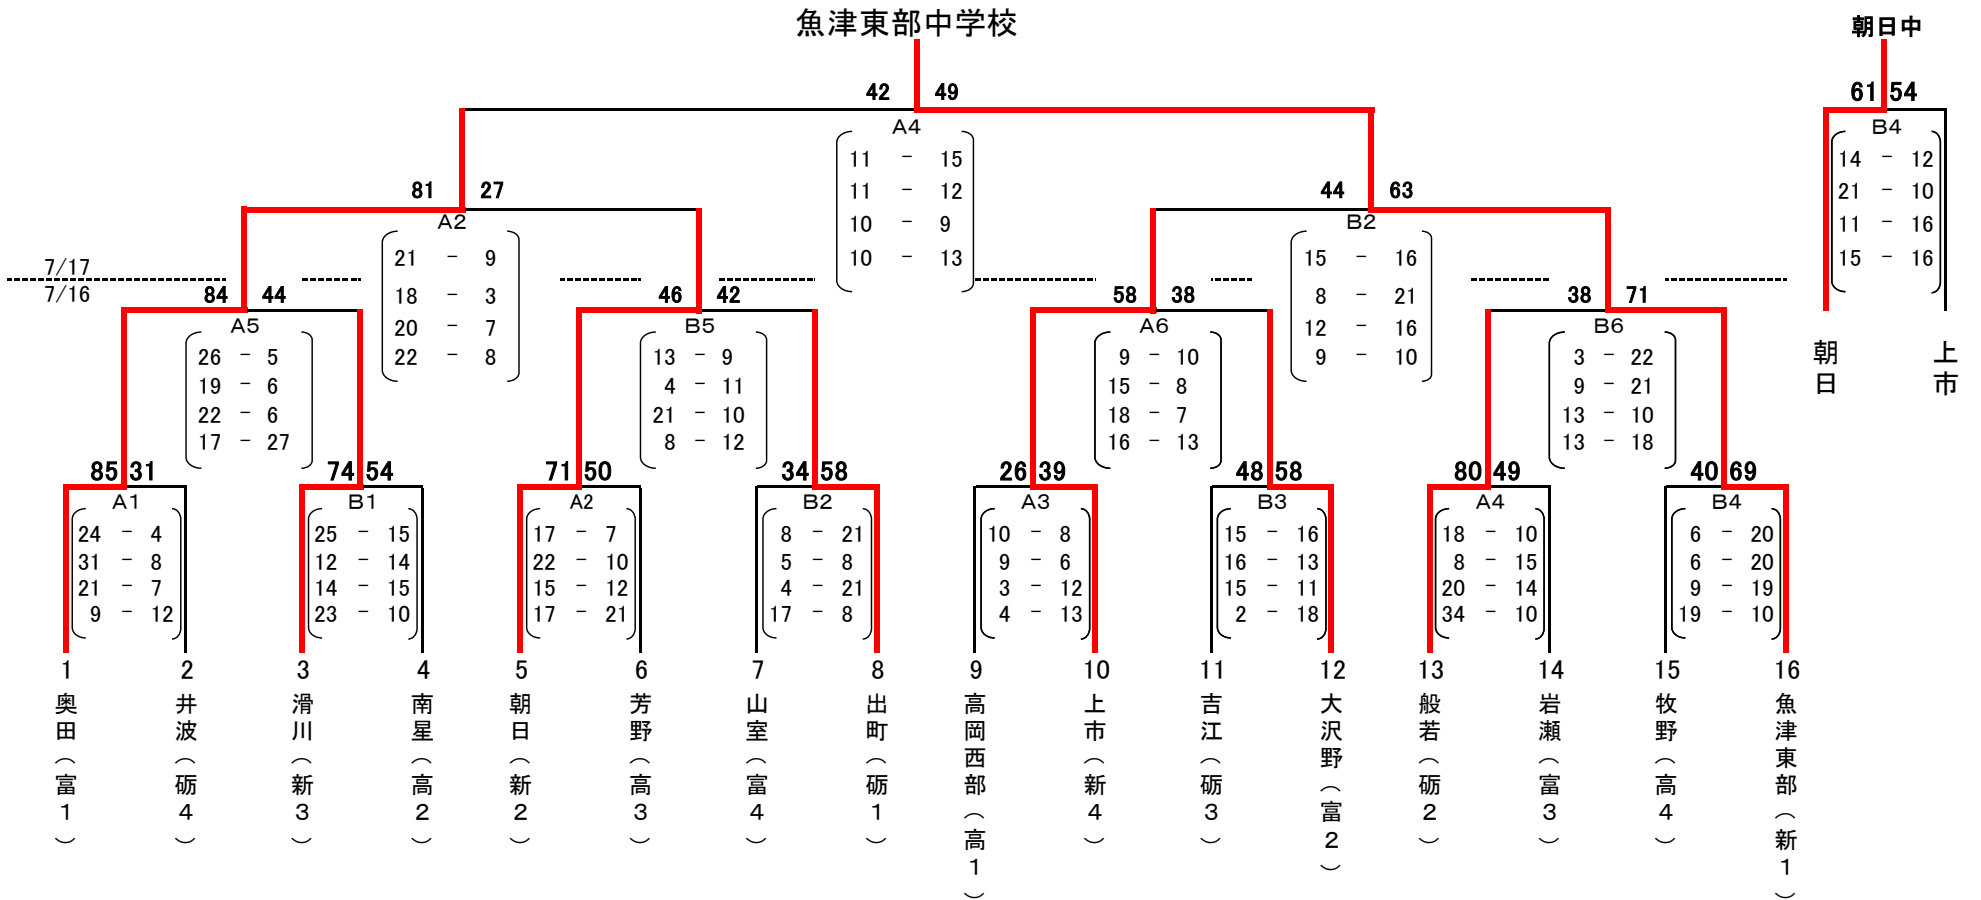 魚津東部中学校
朝日中
42 49
61 54
A4
11 - 15
11 - 12
10 - 9
10 - 13
B4
14 - 12
21 - 10
11 - 16
15 - 16
朝日
上市
81 27
A2
21 - 9
18 - 3
20 - 7
22 - 8
44 63
B2
15 - 16
8 - 21
12 - 16
9 - 10
7/17
7/16
84 44
A5
26 - 5
19 - 6
22 - 6
17 - 27
46 42
B5
13 - 9
4 - 11
21 - 10
8 - 12
58 38
A6
9 - 10
15 - 8
18 - 7
16 - 13
38 71
B6
3 - 22
9 - 21
13 - 10
13 - 18
85 31
A1
24 - 4
31 - 8
21 - 7
9 - 12
74 54
B1
25 - 15
12 - 14
14 - 15
23 - 10
71 50
A2
17 - 7
22 - 10
15 - 12
17 - 21
34 58
B2
8 - 21
5 - 8
4 - 21
17 - 8
26 39
A3
10 - 8
9 - 6
3 - 12
4 - 13
48 58
B3
15 - 16
16 - 13
15 - 11
2 - 18
80 49
A4
18 - 10
8 - 15
20 - 14
34 - 10
40 69
B4
6 - 20
6 - 20
9 - 19
19 - 10
1
奥田（富1）
2
井波（砺4）
3
滑川（新3）
4
南星（高2）
5
朝日（新2）
6
芳野（高3）
7
山室（富4）
8
出町（砺1）
9
高岡西部（高1）
10
上市（新4）
11
吉江（砺3）
12
大沢野（富2）
13
般若（砺2）
14
岩瀬（富3）
15
牧野（高4）
16
魚津東部（新1）